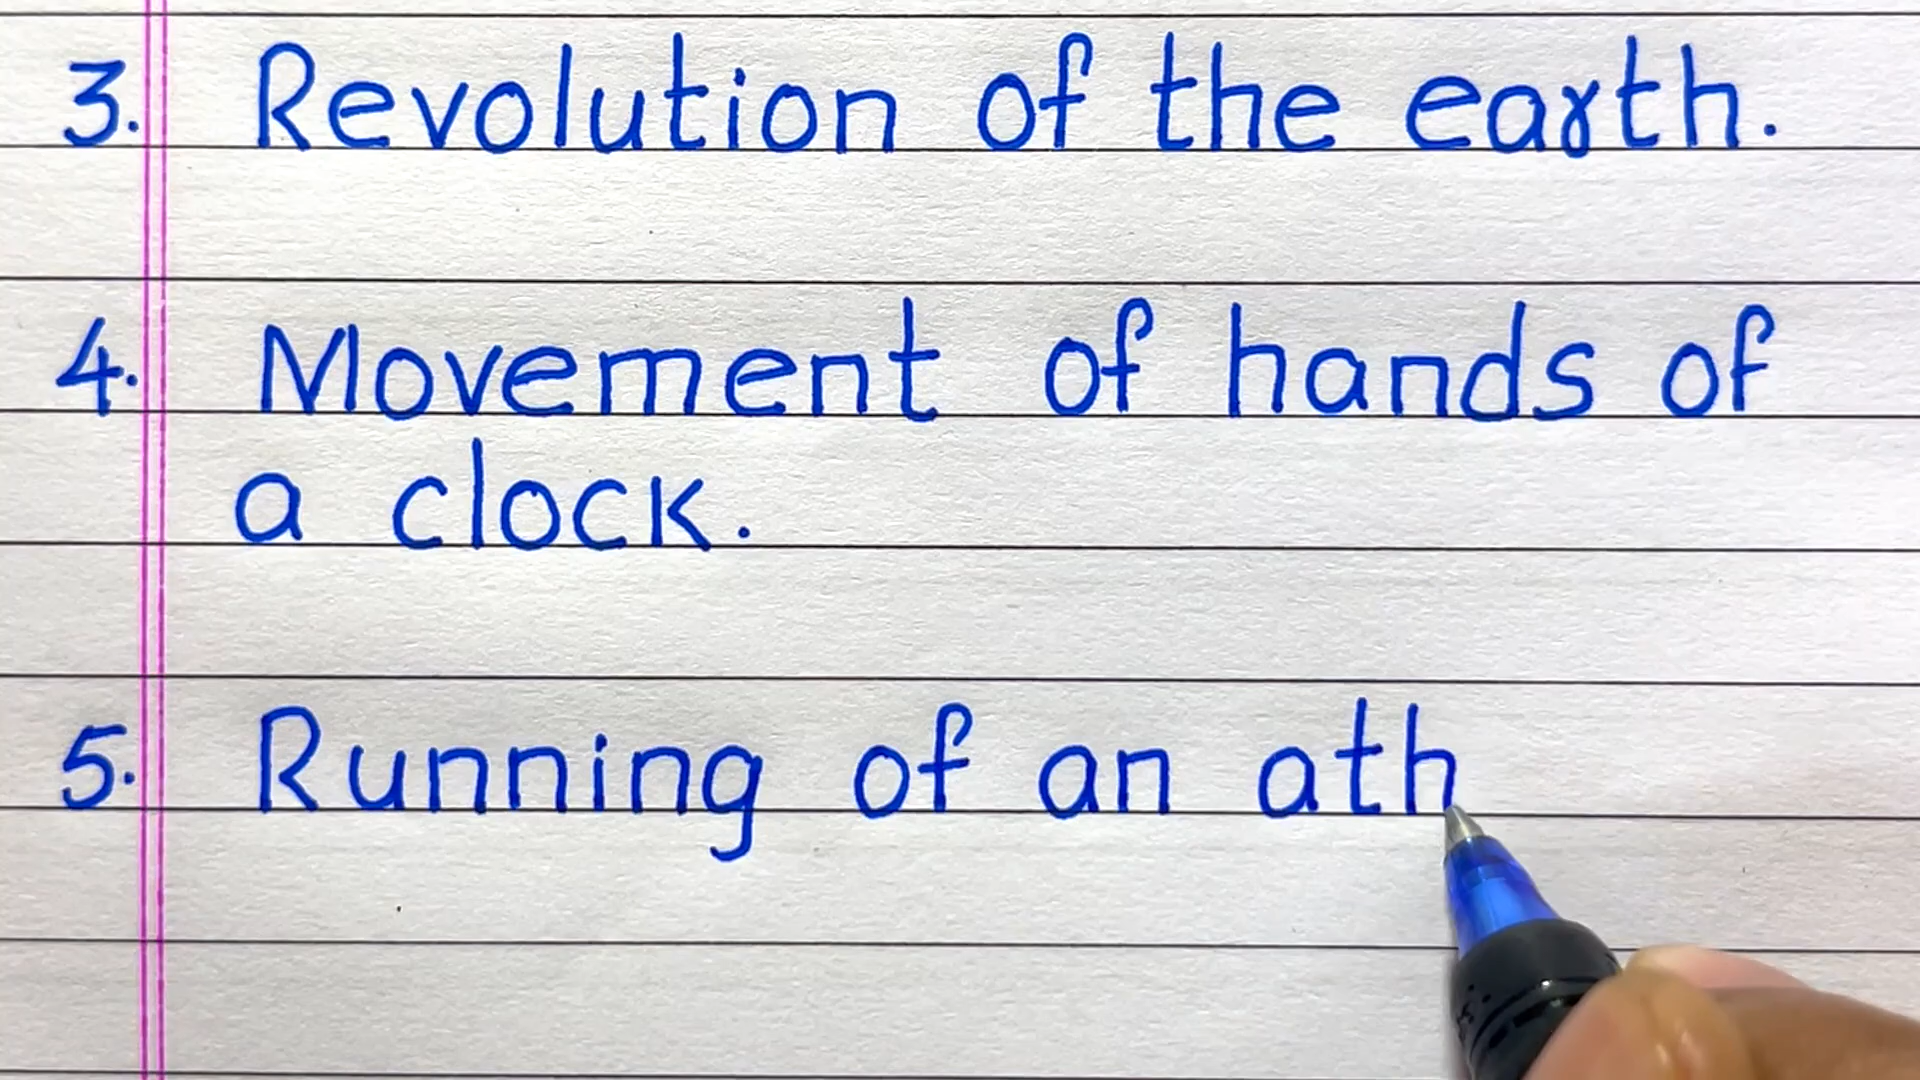 3. Revolution of the earth.
4. Movement of hands of
a clock.
5. Running of an ath